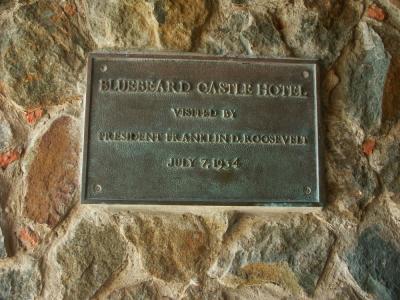 BLUEBEARD CASTLE HOTEL
VISITED BY
PRESIDENT FRANKLIN D. ROOSEVELT
JULY 7, 1934